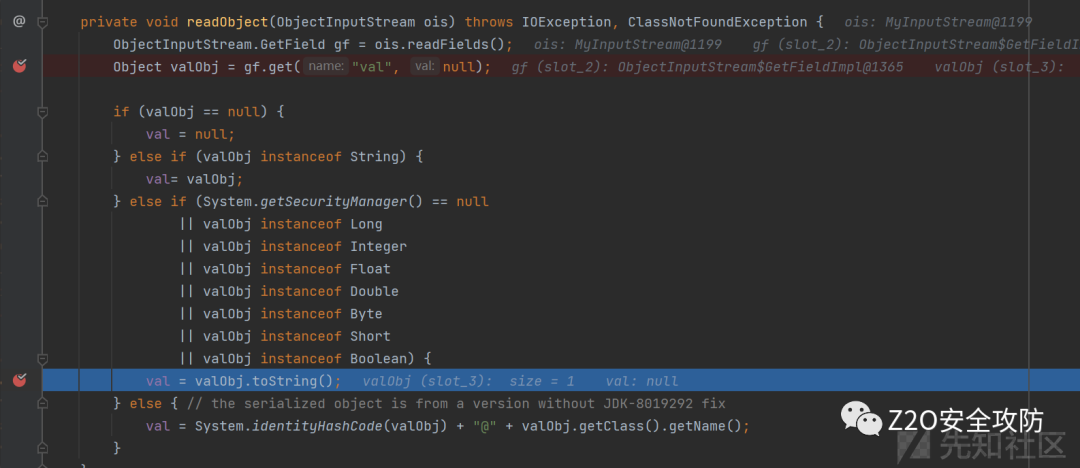 @ private void readObject(ObjectInputStream ois) throws IOException, ClassNotFoundException { ois: MyInputStream@1199
ObjectInputStream.GetField gf = ois.readFields(); ois: MyInputStream@1199 gf (slot_2): ObjectInputStream$GetFieldI
Object valObj = gf.get( name: "val", val: null); gf (slot_2): ObjectInputStream$GetFieldImpl@1365 valObj (slot_3):
if (valObj == null) {
val = null;
} else if (valObj instanceof String) {
val= valObj;
} else if (System.getSecurityManager() == null
|| valObj instanceof Long
|| valObj instanceof Integer
|| valObj instanceof Float
|| valObj instanceof Double
|| valObj instanceof Byte
|| valObj instanceof Short
|| valObj instanceof Boolean) {
val = valObj.toString(); valObj (slot_3): size = 1 val: null
} else { // the serialized object is from a version without JDK-8019292 fix
val = System.identityHashCode(valObj) + "@" + valObj.getClass().getName();
}
Z2O安全攻防
先知社区